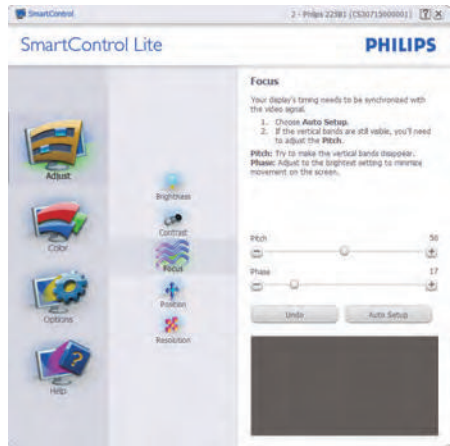 SmartControl
2 - Philips 225B1 (CS20715000001)
SmartControl Lite
PHILIPS
Adjust
Color
Options
Help
Brightness
Contrast
Focus
Position
Resolution
Focus
Your display's timing needs to be synchronized with
the video signal.
1. Choose Auto Setup.
2. If the vertical bands are still visible, you'll need
to adjust the Pitch.
Pitch: Try to make the vertical bands disappear.
Phase: Adjust to the brightest setting to minimize
movement on the screen.
Pitch 50
Phase 17
Undo Auto Setup